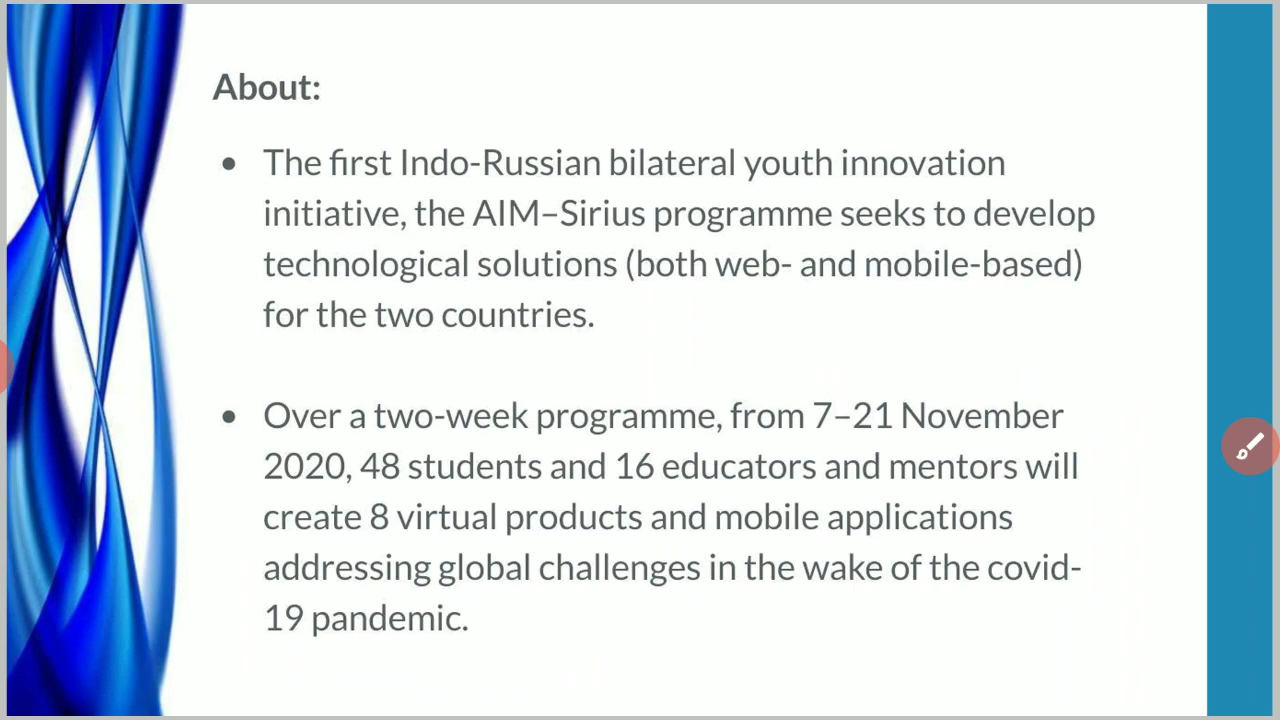 About:
• The first Indo-Russian bilateral youth innovation
initiative, the AIM–Sirius programme seeks to develop
technological solutions (both web- and mobile-based)
for the two countries.
• Over a two-week programme, from 7–21 November
2020, 48 students and 16 educators and mentors will
create 8 virtual products and mobile applications
addressing global challenges in the wake of the covid-
19 pandemic.